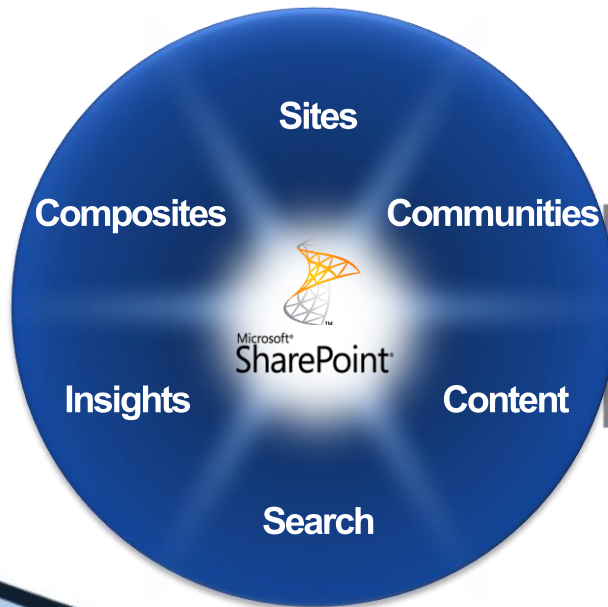 Sites
Composites
Communities
Microsoft®
SharePoint®
Insights
Content
Search